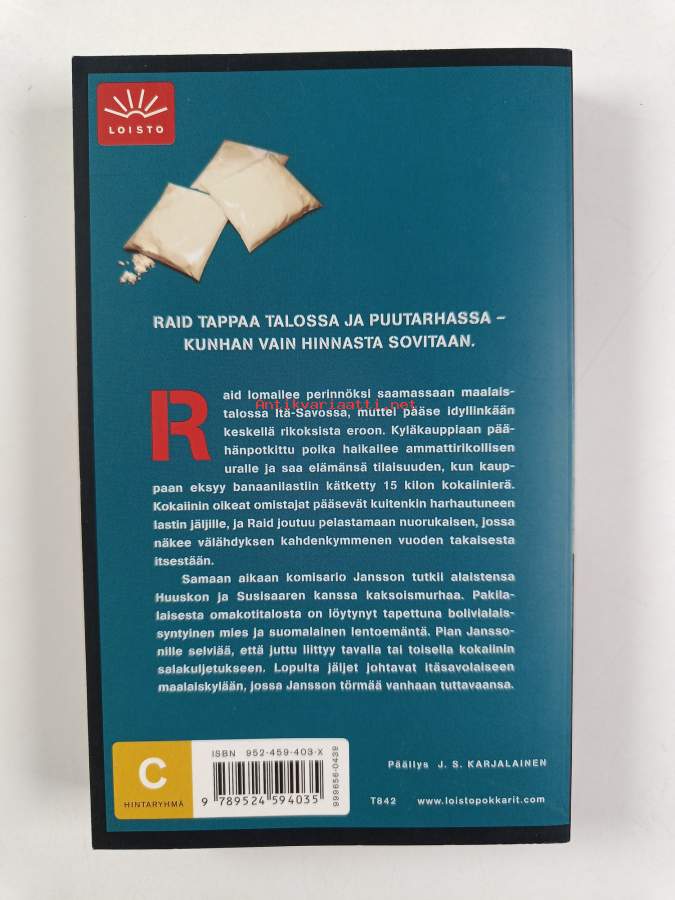 LOISTO
RAID TAPPAA TALOSSA JA PUUTARHASSA –
KUNHAN VAIN HINNASTA SOVITAAN.
Raid lomailee perinnöksi saamassaan maalais-
Antikvariaatti.net
talossa Itä-Savossa, muttei pääse idyllinkään
keskellä rikoksista eroon. Kyläkauppiaan pää-
hänpotkittu poika haikailee ammattirikollisen
uralle ja saa elämänsä tilaisuuden, kun kaup-
paan eksyy banaanilastiin kätketty 15 kilon kokaiinierä.
Kokaiinin oikeat omistajat pääsevät kuitenkin harhautuneen
lastin jäljille, ja Raid joutuu pelastamaan nuorukaisen, jossa
näkee välähdyksen kahdenkymmenen vuoden takaisesta
itsestään.
Samaan aikaan komisario Jansson tutkii alaistensa
Huuskon ja Susisaaren kanssa kaksoismurhaa. Pakila-
laisesta omakotitalosta on löytynyt tapettuna bolivialais-
syntyinen mies ja suomalainen lentoemäntä. Pian Jansso-
nille selviää, että juttu liittyy tavalla tai toisella kokaiinin
salakuljetukseen. Lopulta jäljet johtavat itäsavolaiseen
maalaiskylään, jossa Jansson törmää vanhaan tuttavaansa.
C
HINTARYHMÄ
ISBN 952-459-403-X
9 789524 594035
999656-0439
Päällys J. S. KARJALAINEN
T842 www.loistopokkarit.com